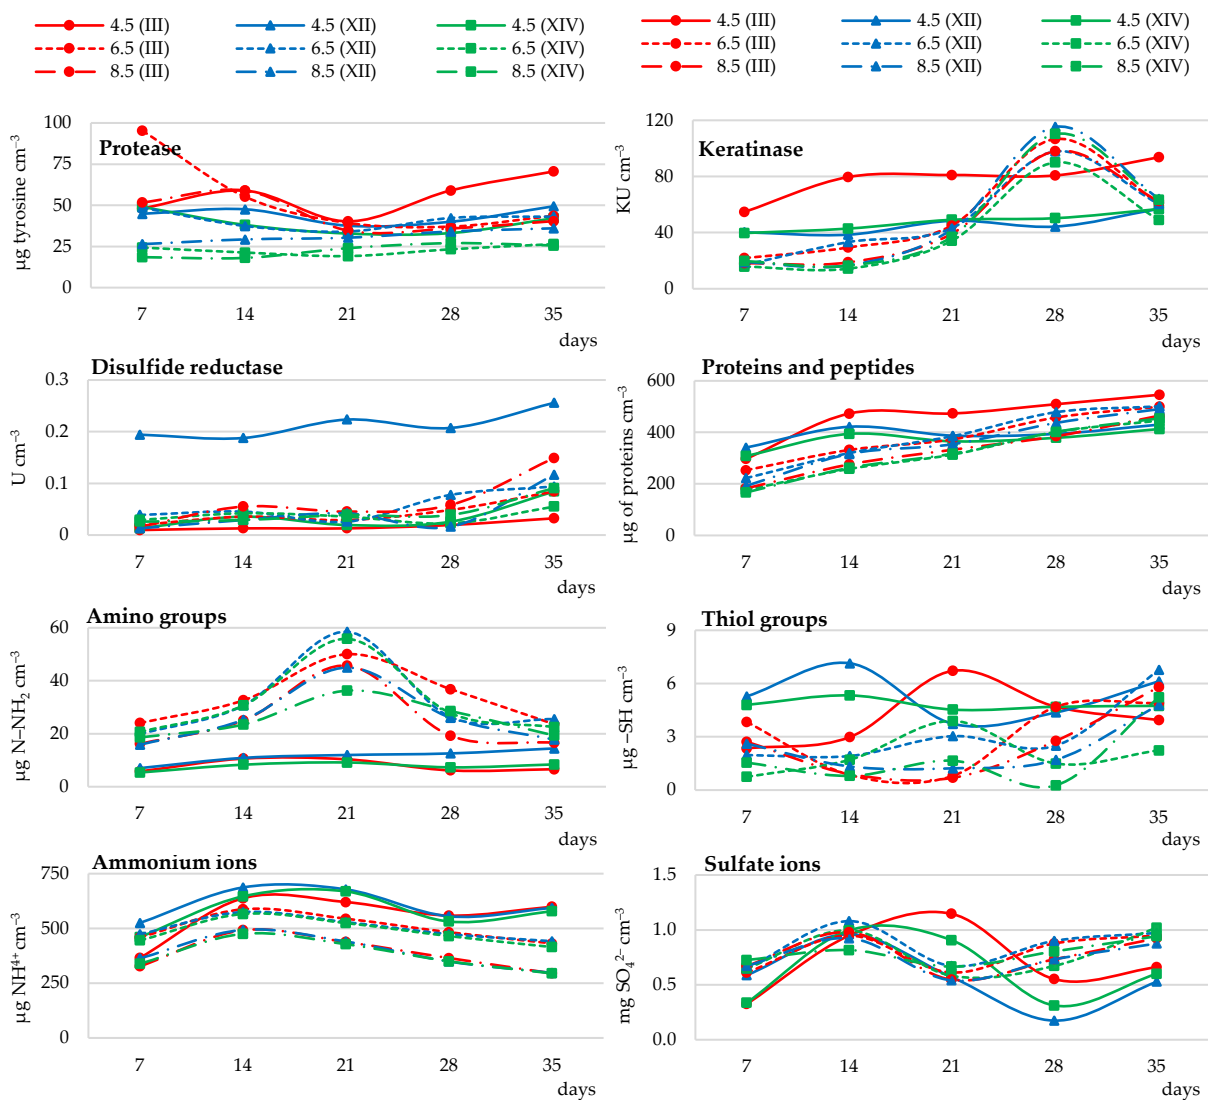 4.5 (III) 4.5 (XII) 4.5 (XIV)
6.5 (III) 6.5 (XII) 6.5 (XIV)
8.5 (III) 8.5 (XII) 8.5 (XIV)
4.5 (III) 4.5 (XII) 4.5 (XIV)
6.5 (III) 6.5 (XII) 6.5 (XIV)
8.5 (III) 8.5 (XII) 8.5 (XIV)
Protease
µg tyrosine cm⁻³
100
75
50
25
0
7 14 21 28 35
days
Keratinase
KU cm⁻³
120
80
40
0
7 14 21 28 35
days
Disulfide reductase
U cm⁻³
0.3
0.2
0.1
0
7 14 21 28 35
days
Proteins and peptides
µg of proteins cm⁻³
600
400
200
0
7 14 21 28 35
days
Amino groups
µg N–NH₂ cm⁻³
60
40
20
0
7 14 21 28 35
days
Thiol groups
µg –SH cm⁻³
9
6
3
0
7 14 21 28 35
days
Ammonium ions
µg NH⁴⁺ cm⁻³
750
500
250
0
7 14 21 28 35
days
Sulfate ions
mg SO₄²⁻ cm⁻³
1.5
1.0
0.5
0.0
7 14 21 28 35
days